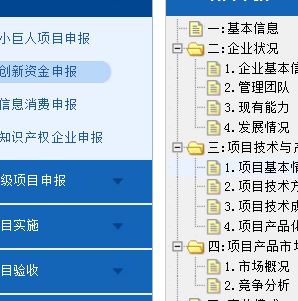 小巨人项目申报
创新资金申报
信息消费申报
知识产权企业申报
级项目申报
目实施
目验收
一:基本信息
二:企业状况
1.企业基本信
2.管理团队
3.现有能力
4.发展情况
三:项目技术与
1.项目基本情
2.项目技术方
3.项目技术成
4.项目产品化
四:项目产品市场
1.市场概况
2.竞争分析